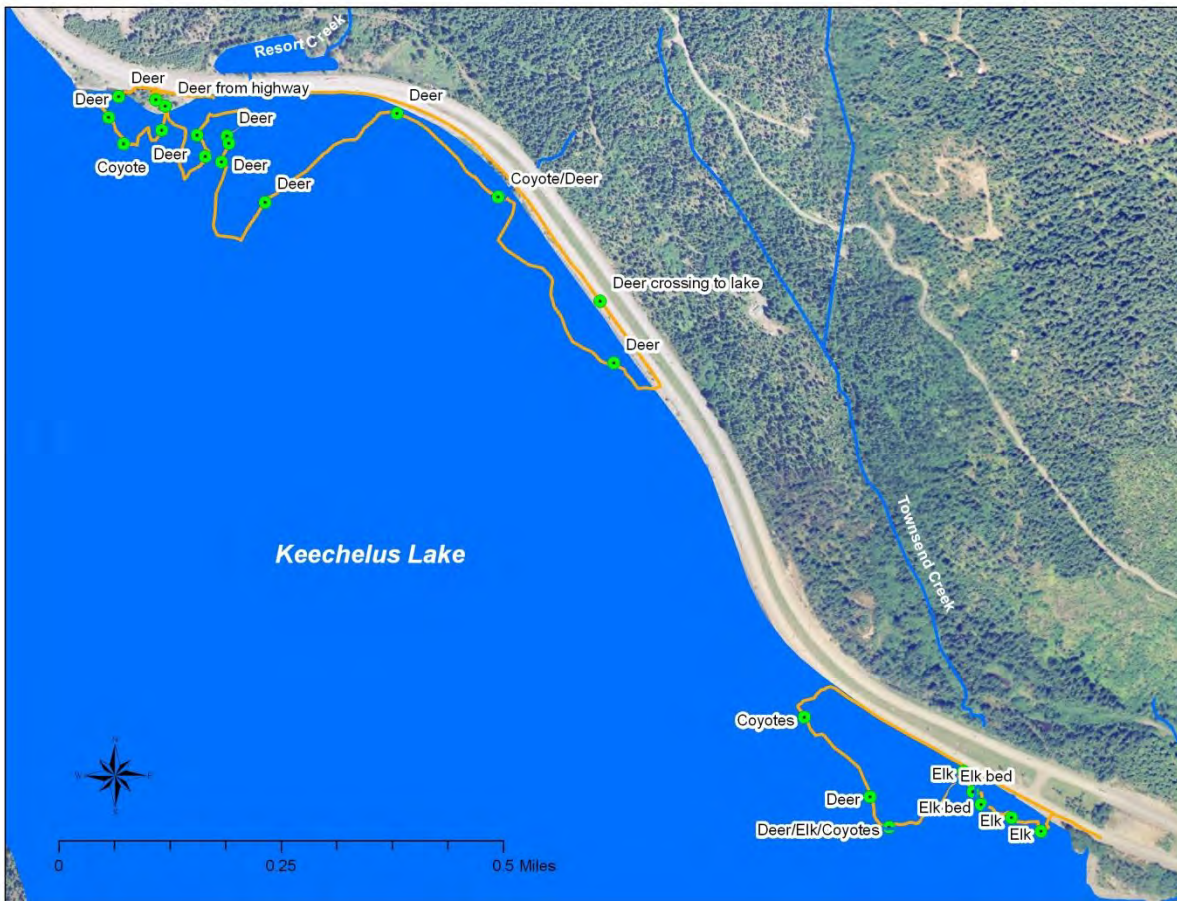 Resort Creek
Deer
Deer from highway
Deer
Deer
Deer
Coyote
Deer
Deer
Deer
Coyote/Deer
Deer crossing to lake
Deer
Keechelus Lake
Townsend Creek
Coyotes
Elk
Elk bed
Deer
Elk bed
Elk
Deer/Elk/Coyotes
Elk
N
W
E
S
0
0.25
0.5 Miles